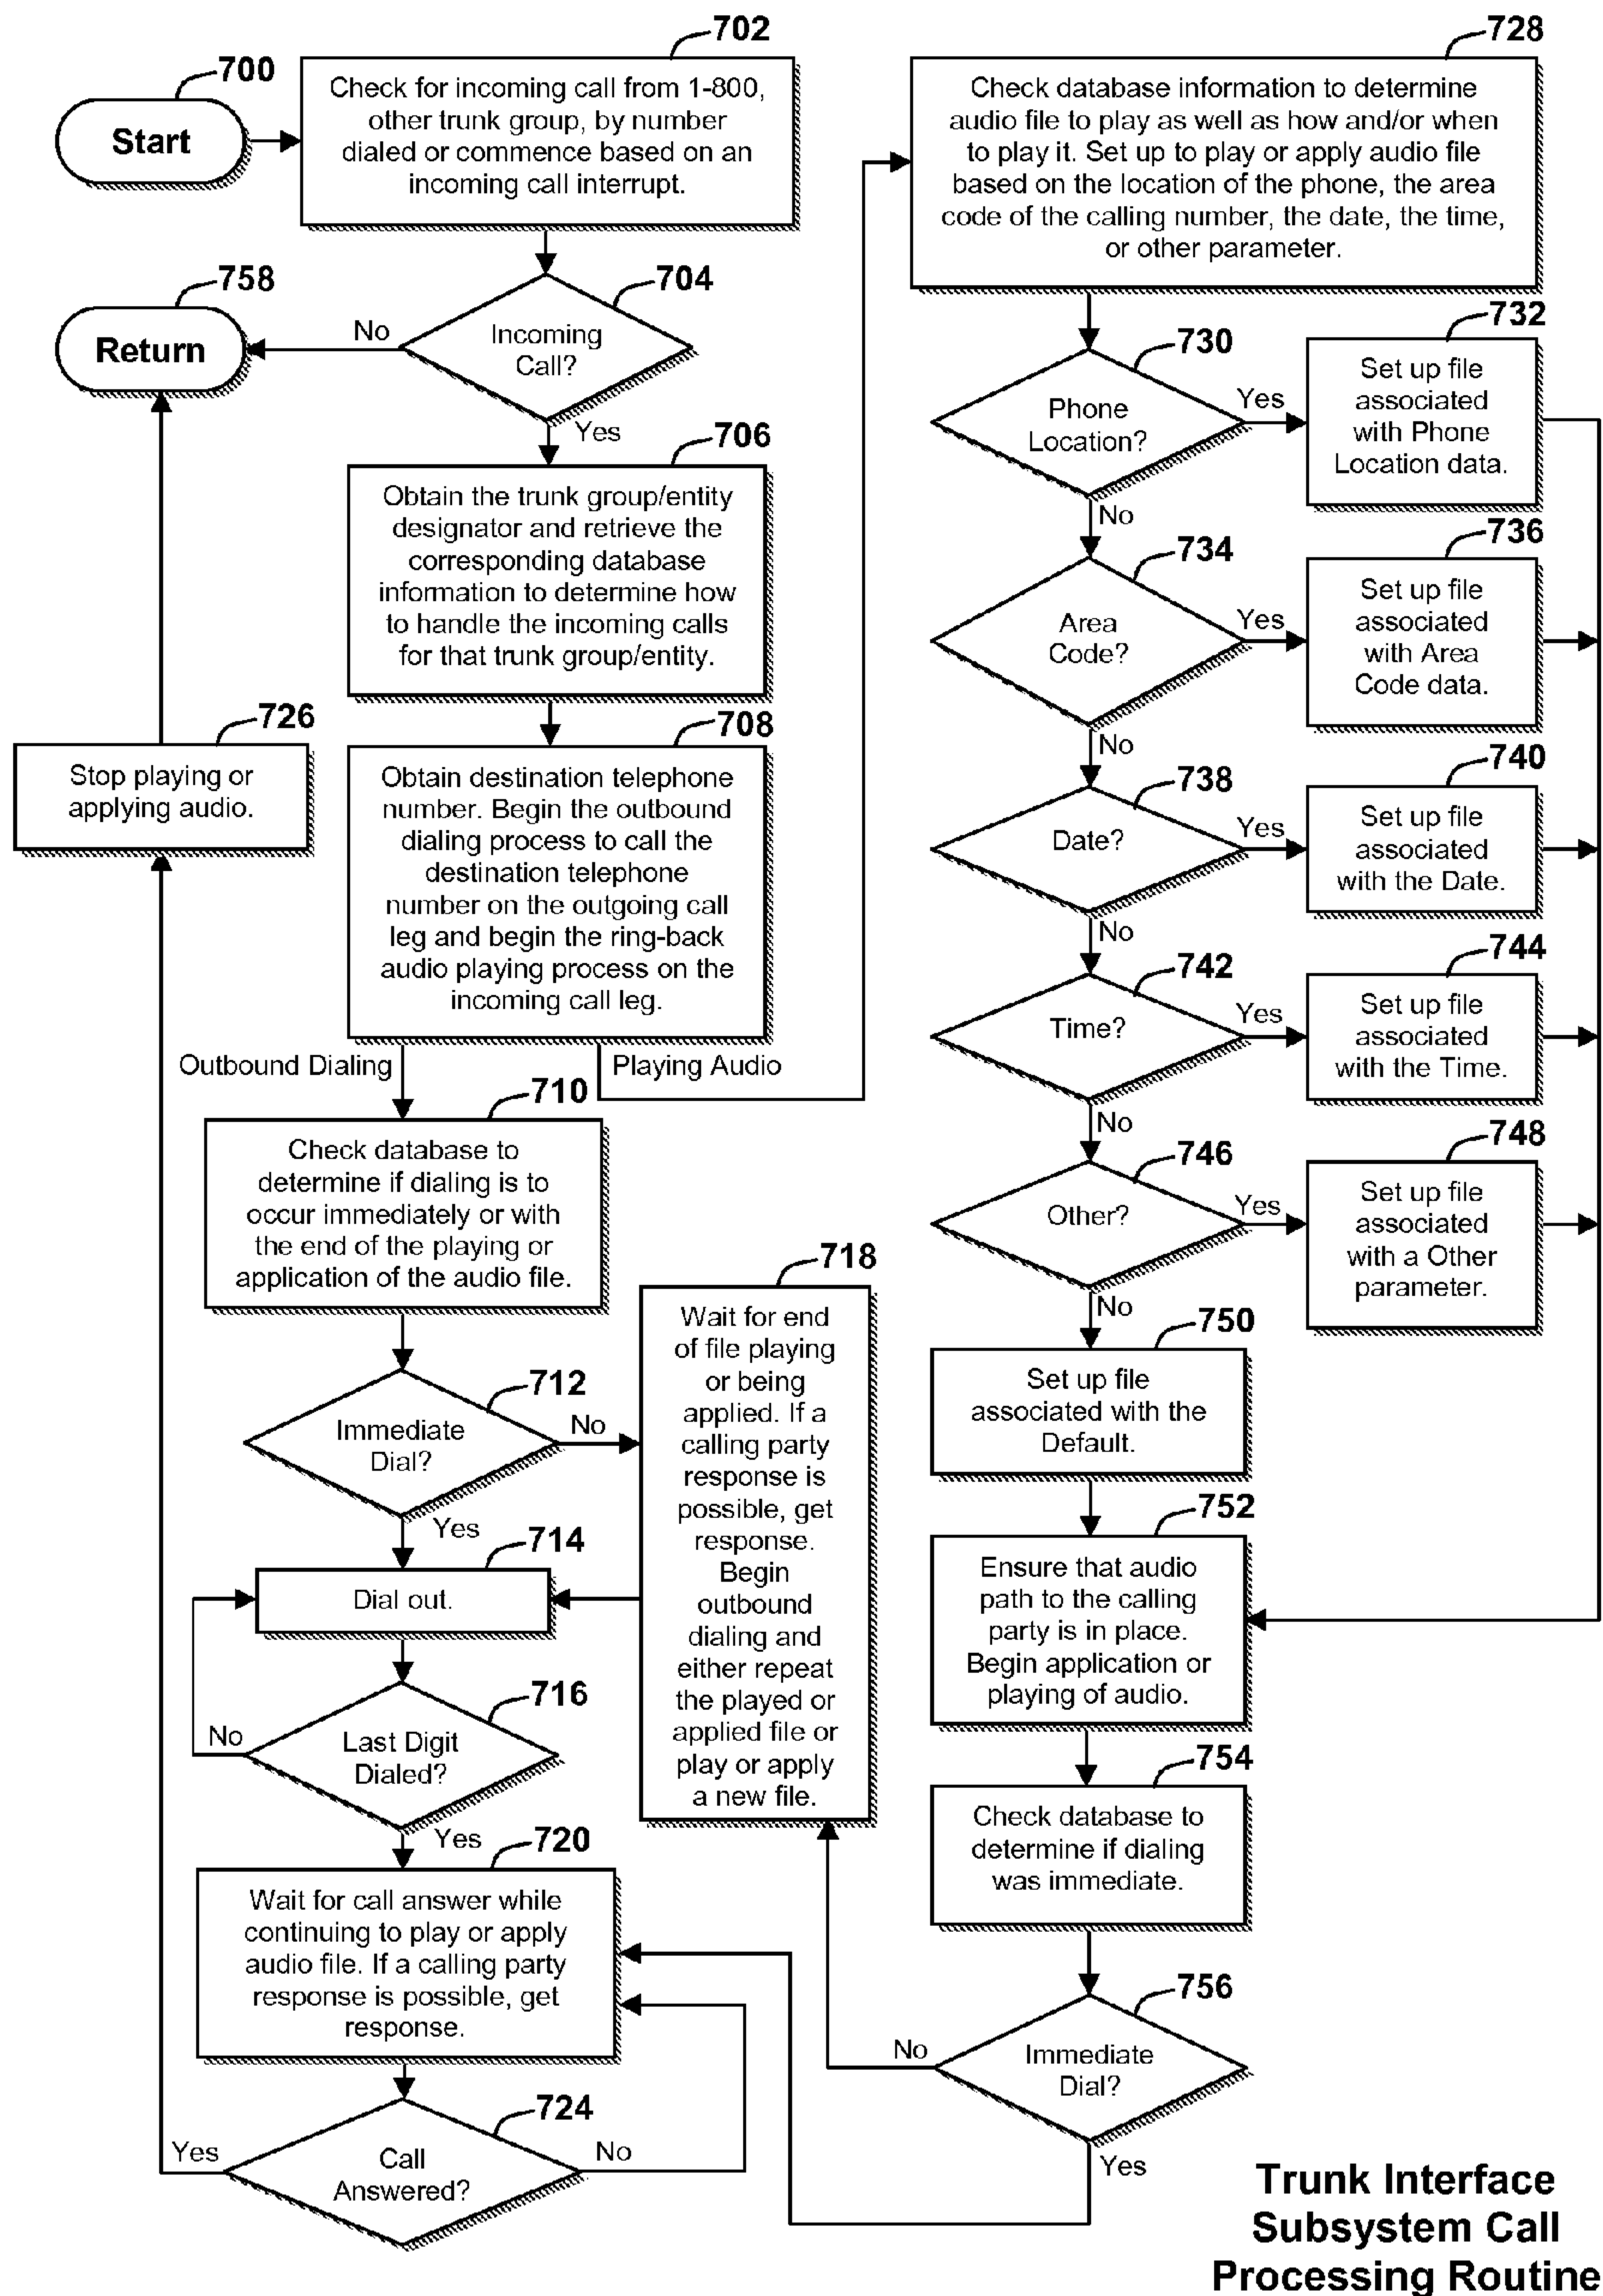 700
Start
702
Check for incoming call from 1-800,
other trunk group, by number
dialed or commence based on an
incoming call interrupt.
758
Return
704
Incoming
Call?
No
Yes
706
Obtain the trunk group/entity
designator and retrieve the
corresponding database
information to determine how
to handle the incoming calls
for that trunk group/entity.
726
Stop playing or
applying audio.
708
Obtain destination telephone
number. Begin the outbound
dialing process to call the
destination telephone
number on the outgoing call
leg and begin the ring-back
audio playing process on the
incoming call leg.
Outbound Dialing
Playing Audio
710
Check database to
determine if dialing is to
occur immediately or with
the end of the playing or
application of the audio file.
712
Immediate
Dial?
No
Yes
714
Dial out.
716
Last Digit
Dialed?
No
Yes
718
Wait for end
of file playing
or being
applied. If a
calling party
response is
possible, get
response.
Begin
outbound
dialing and
either repeat
the played or
applied file or
play or apply
a new file.
720
Wait for call answer while
continuing to play or apply
audio file. If a calling party
response is possible, get
response.
724
Call
Answered?
Yes
No
728
Check database information to determine
audio file to play as well as how and/or when
to play it. Set up to play or apply audio file
based on the location of the phone, the area
code of the calling number, the date, the time,
or other parameter.
730
Phone
Location?
Yes
No
732
Set up file
associated
with Phone
Location data.
734
Area
Code?
Yes
No
736
Set up file
associated
with Area
Code data.
738
Date?
Yes
No
740
Set up file
associated
with the Date.
742
Time?
Yes
No
744
Set up file
associated
with the Time.
746
Other?
Yes
No
748
Set up file
associated
with a Other
parameter.
750
Set up file
associated with the
Default.
752
Ensure that audio
path to the calling
party is in place.
Begin application or
playing of audio.
754
Check database to
determine if dialing
was immediate.
756
Immediate
Dial?
No
Yes
Trunk Interface
Subsystem Call
Processing Routine